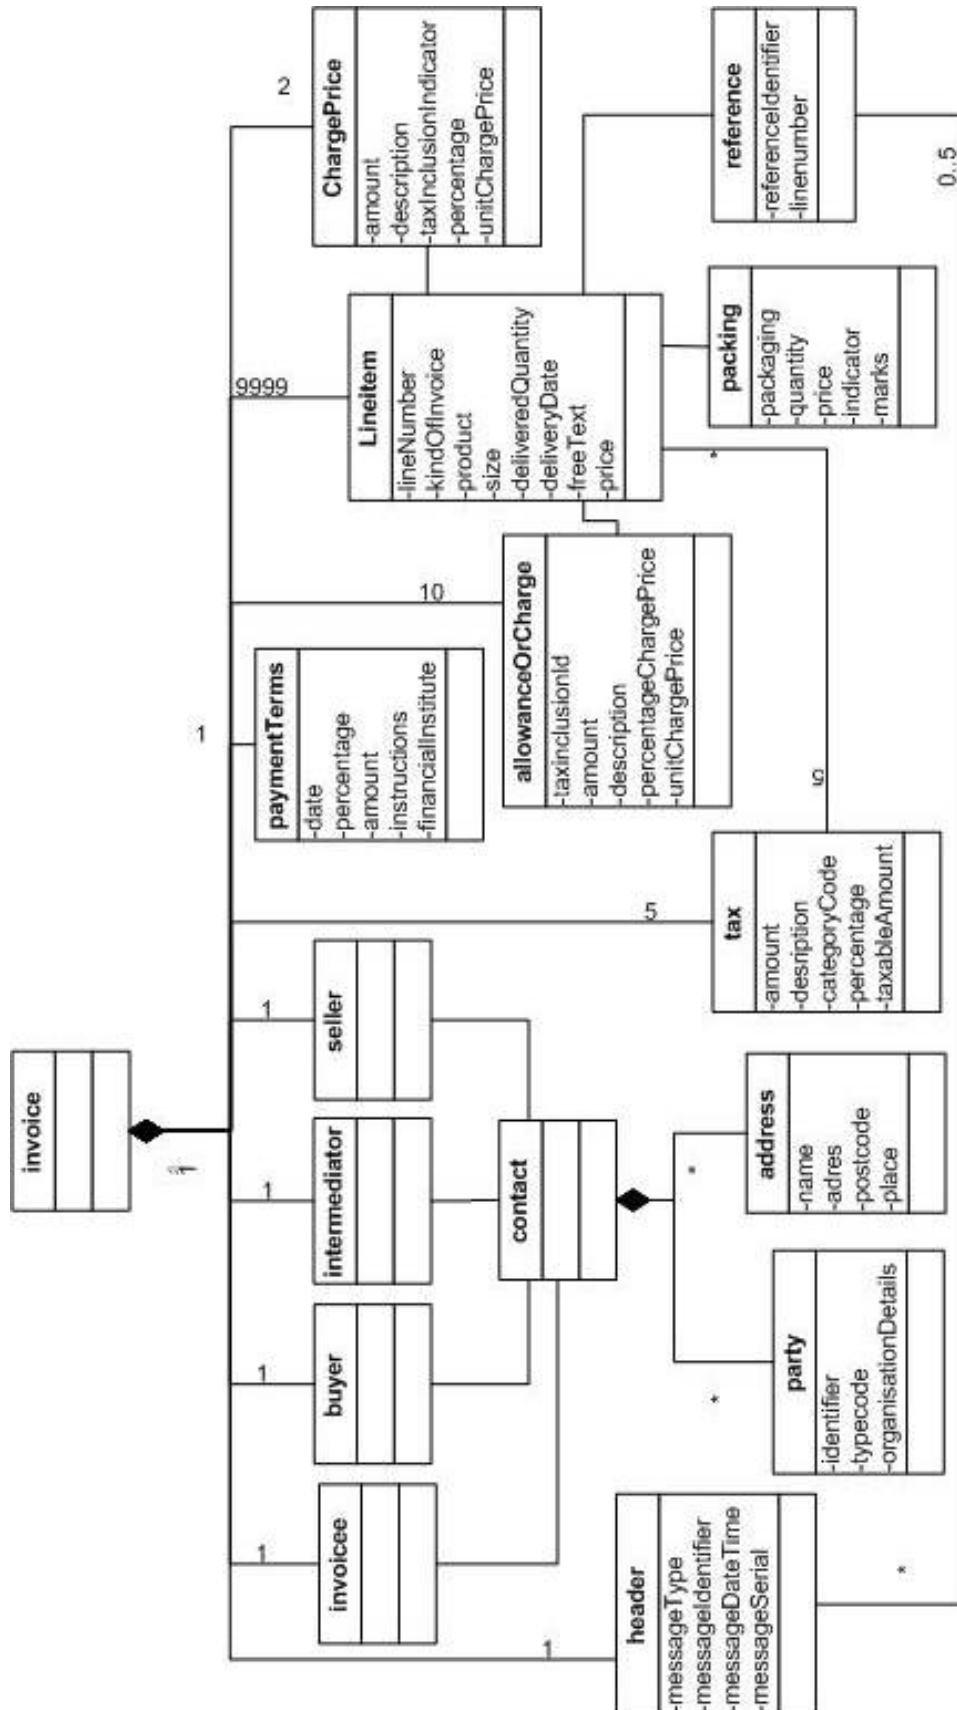 invoice
1
1
invoicee
1
buyer
1
intermediator
1
seller
1
paymentTerms
-date
-percentage
-amount
-instructions
-financialInstitute
9999
2
ChargePrice
-amount
-description
-taxInclusionIndicator
-percentage
-unitChargePrice
Lineitem
-lineNumber
-kindOfInvoice
-product
-size
-deliveredQuantity
-deliveryDate
-freeText
-price
10
allowanceOrCharge
-taxinclusionId
-amount
-description
-percentageChargePrice
-unitChargePrice
contact
1
header
-messageType
-messageIdentifier
-messageDateTime
-messageSerial
*
party
-identifier
-typecode
-organisationDetails
*
address
-name
-adres
-postcode
-place
5
tax
-amount
-desription
-categoryCode
-percentage
-taxableAmount
*
packing
-packaging
-quantity
-price
-indicator
-marks
reference
-referenceIdentifier
-linenumber
*
0..5